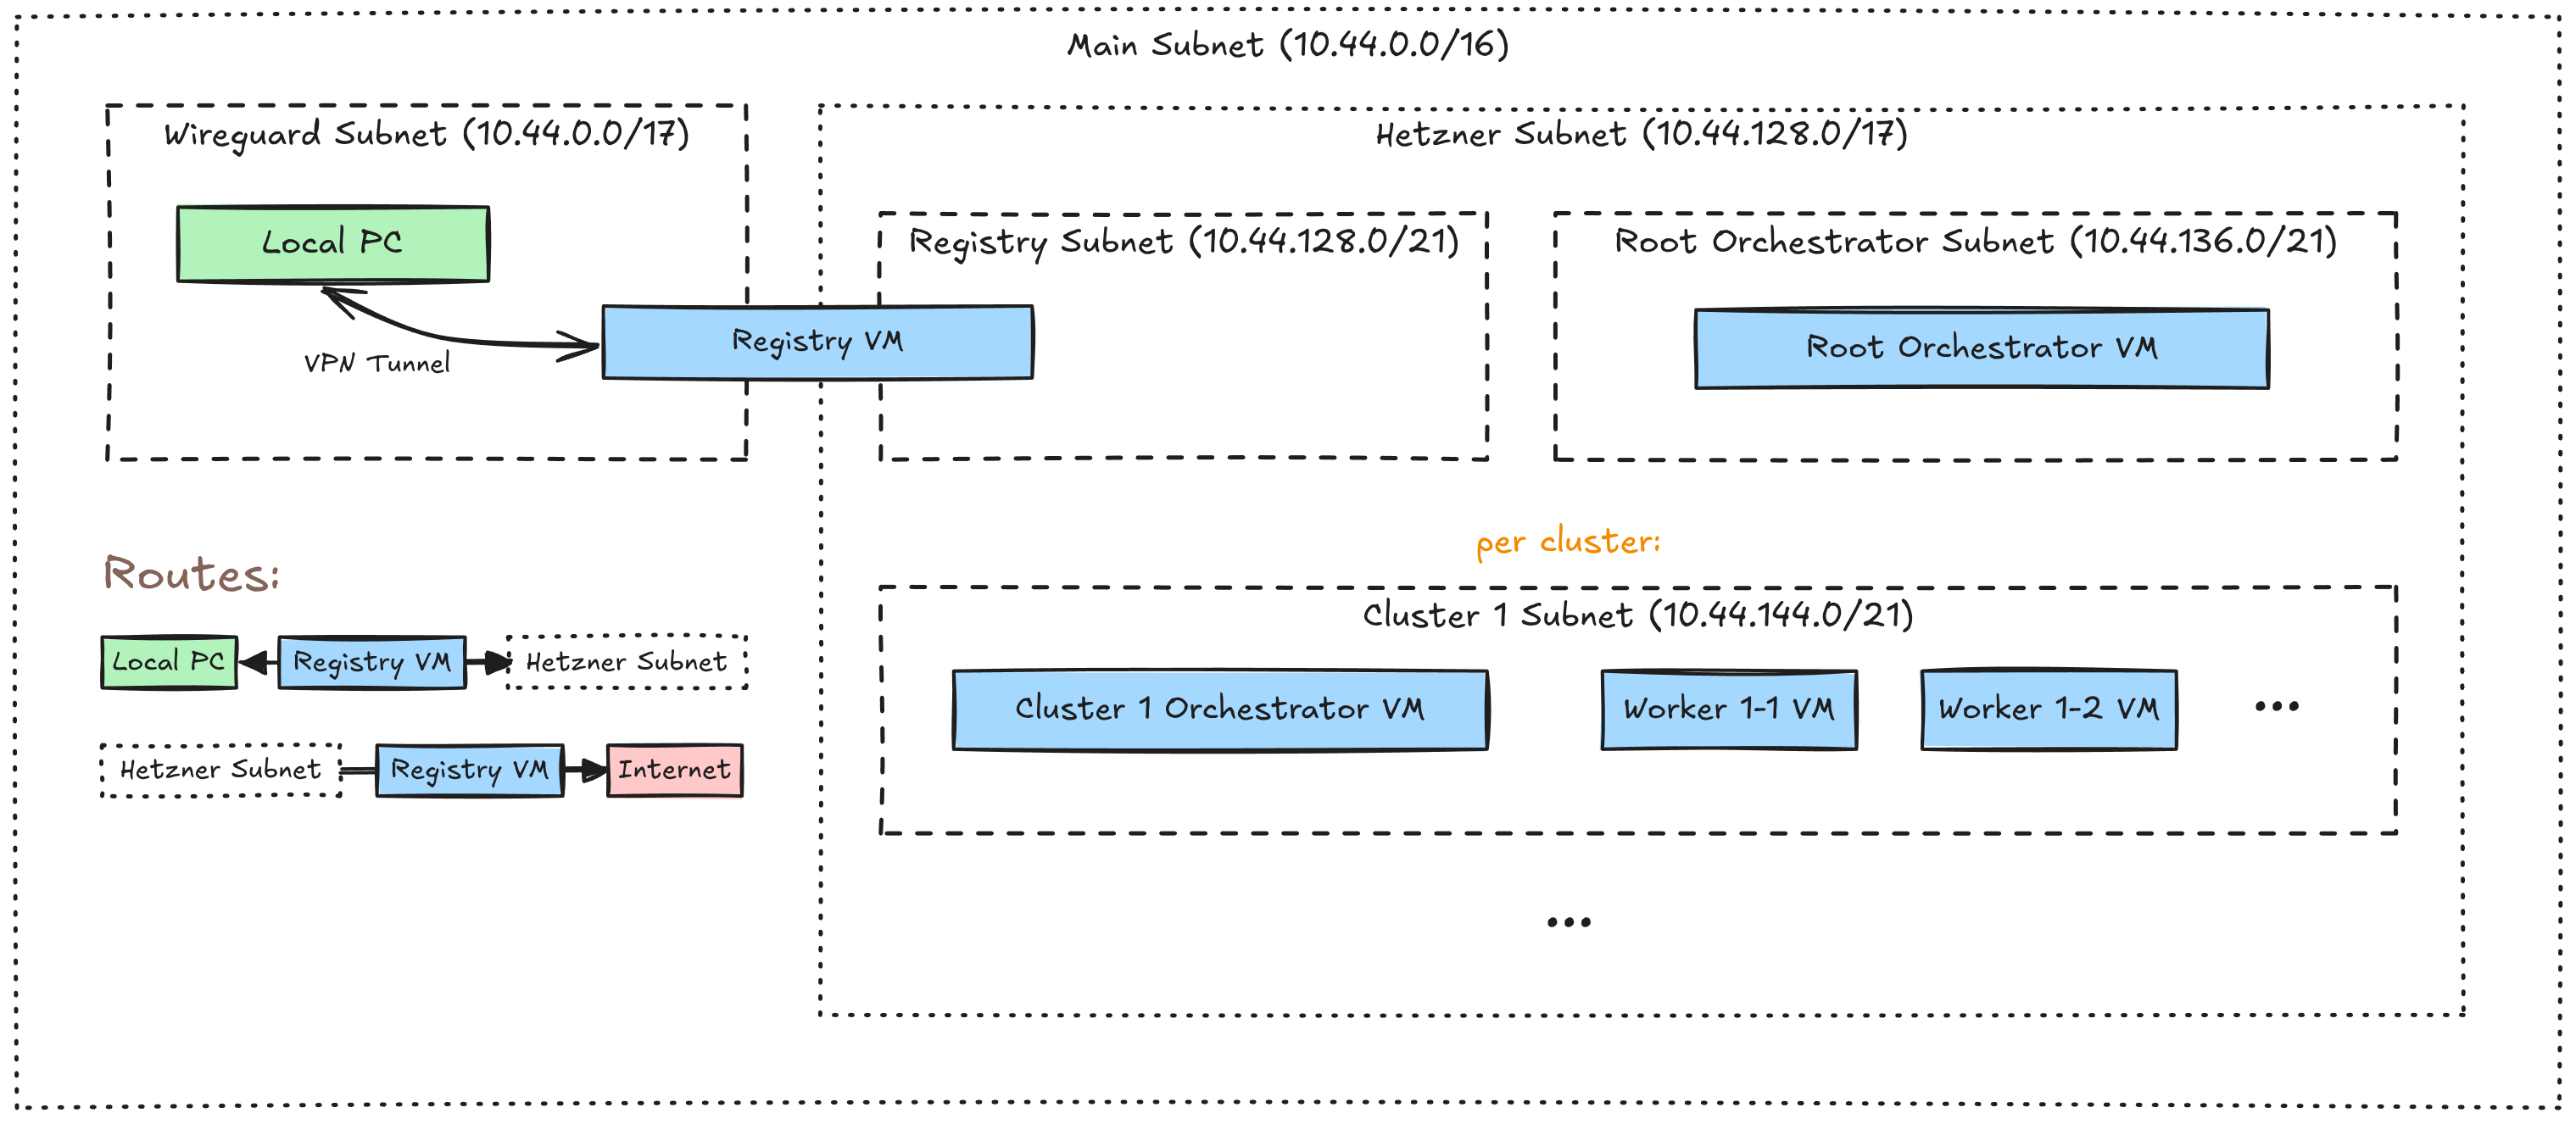 Main Subnet (10.44.0.0/16)
Wireguard Subnet (10.44.0.0/17)
Local PC
VPN Tunnel
Registry VM
Hetzner Subnet (10.44.128.0/17)
Registry Subnet (10.44.128.0/21)
Root Orchestrator Subnet (10.44.136.0/21)
Root Orchestrator VM
per cluster:
Cluster 1 Subnet (10.44.144.0/21)
Cluster 1 Orchestrator VM
Worker 1-1 VM
Worker 1-2 VM
...
...
Routes:
Local PC
Registry VM
Hetzner Subnet
Hetzner Subnet
Registry VM
Internet